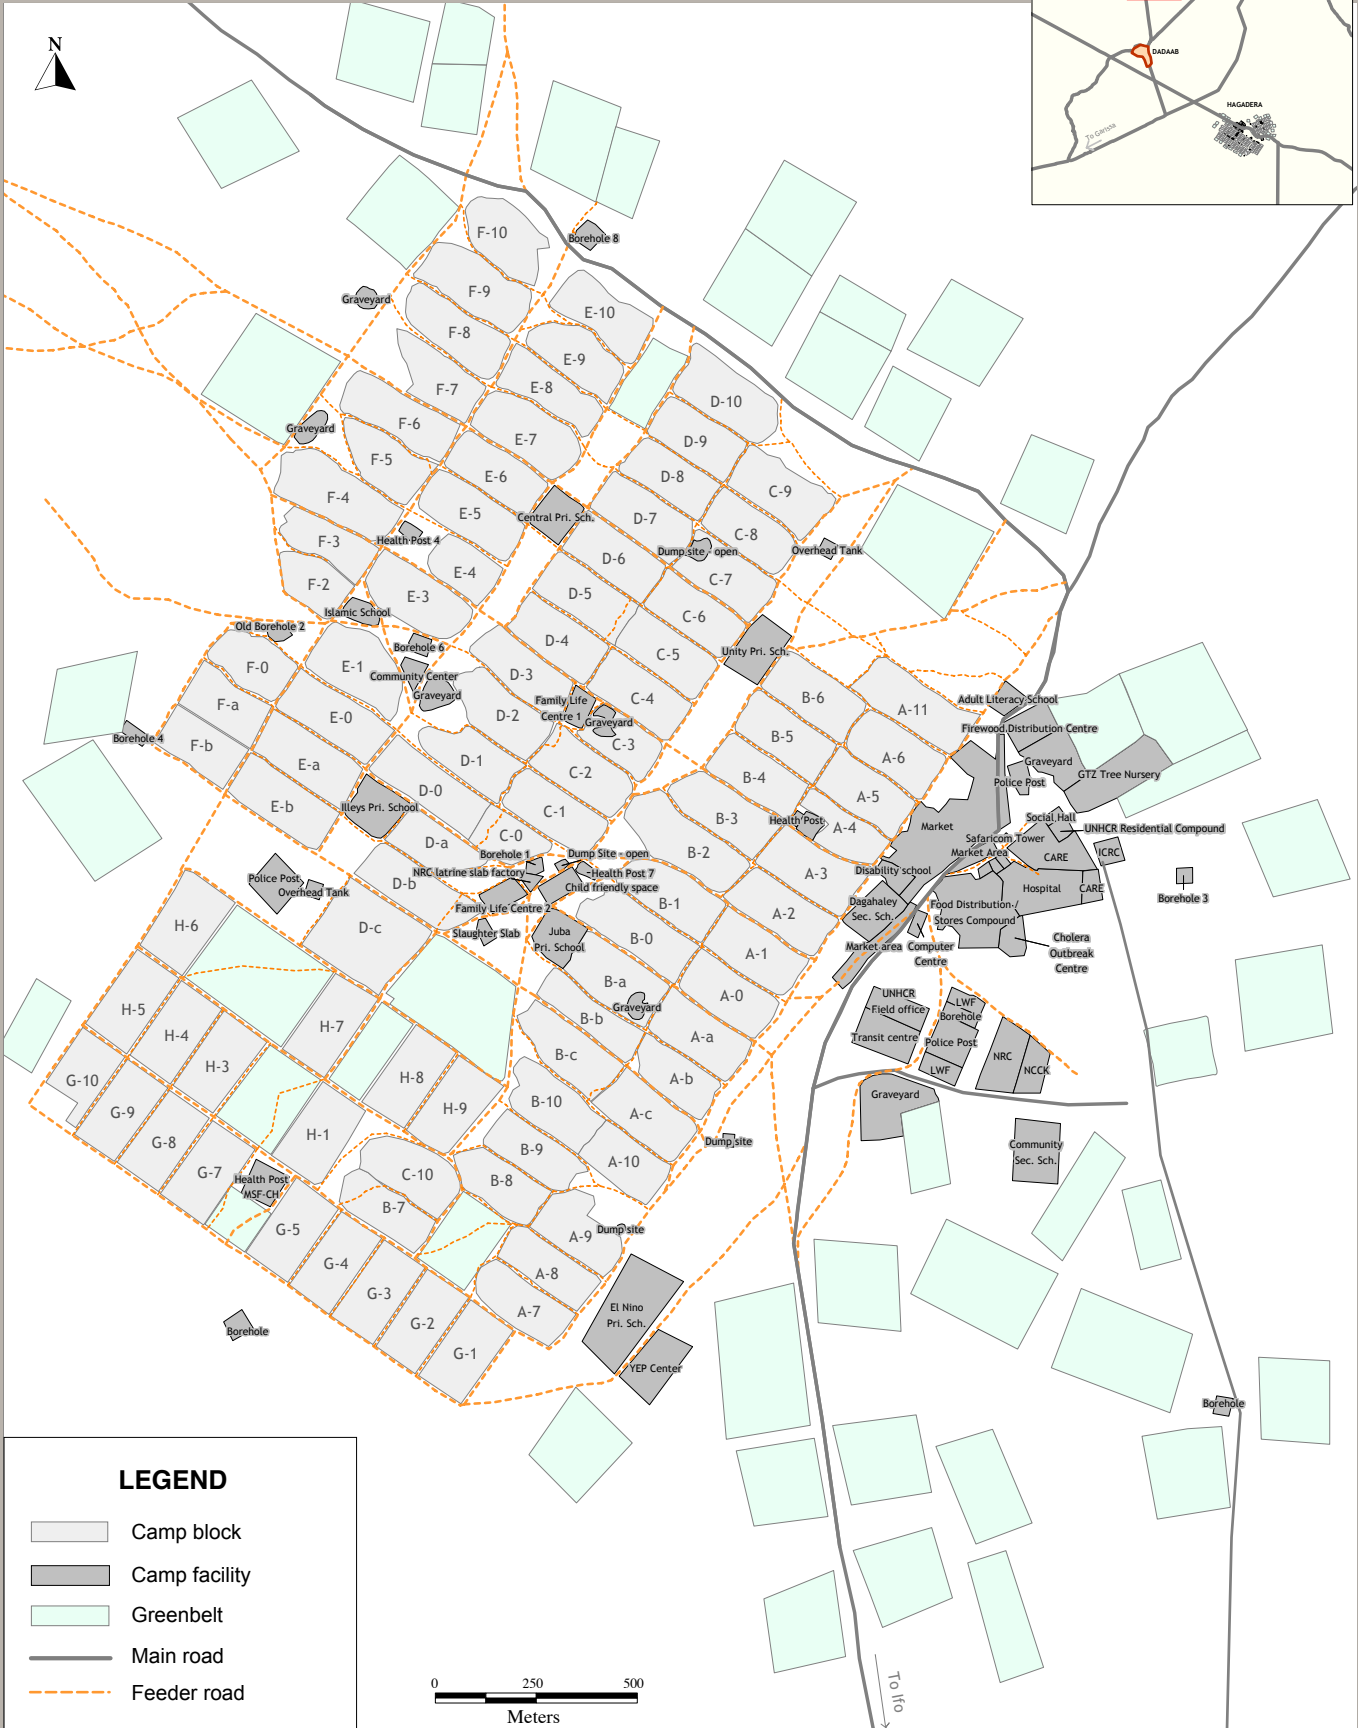 N
DADAAB
HAGADERA
To Garissa
F-10
Borehole 8
F-9
Graveyard
E-10
F-8
E-9
F-7
E-8
D-10
F-6
Graveyard
E-7
D-9
F-5
E-6
D-8
C-9
F-4
E-5
Central Pri. Sch.
D-7
C-8
F-3
Health Post 4
Dump site - open
Overhead Tank
D-6
E-4
C-7
F-2
E-3
D-5
Islamic School
C-6
Old Borehole 2
Borehole 6
D-4
Unity Pri. Sch.
C-5
F-0
E-1
Community Center
D-3
Graveyard
Family Life
Centre 1
C-4
B-6
Adult Literacy School
F-a
E-0
D-2
Graveyard
A-11
Firewood Distribution Centre
Borehole 4
F-b
C-3
B-5
A-6
Graveyard
E-a
D-1
C-2
B-4
Police Post
GTZ Tree Nursery
E-b
Illeys Pri. School
D-0
C-1
A-5
B-3
Health Post
A-4
Market
Social Hall
UNHCR Residential Compound
D-a
C-0
Safaricom Tower
Borehole 1
Dump Site - open
B-2
Market Area
CARE
ICRC
NRC latrine slab factory
Health Post 7
A-3
Disability school
Police Post
Overhead Tank
D-b
Child friendly space
Hospital
CARE
Borehole 3
Family Life Centre 2
B-1
Dagahaley
Sec. Sch.
Food Distribution /
Stores Compound
H-6
D-c
Slaughter Slab
Juba
Pri. School
B-0
A-2
Market area
Computer
Centre
Cholera
Outbreak
Centre
A-1
B-a
A-0
H-5
H-7
Graveyard
UNHCR
Field office
LWF
Borehole
H-4
B-b
A-a
Transit centre
Police Post
H-3
B-c
NRC
G-10
H-8
A-b
LWF
NCCK
G-9
H-9
B-10
A-c
Graveyard
G-8
H-1
B-9
Dump site
Community
Sec. Sch.
G-7
Health Post
MSF-CH
C-10
B-8
A-10
B-7
G-5
A-9
Dump site
G-4
A-8
G-3
A-7
El Nino
Pri. Sch.
G-2
Borehole
G-1
YEP Center
Borehole
LEGEND
Camp block
Camp facility
Greenbelt
Main road
Feeder road
0 250 500
Meters
To Ifo